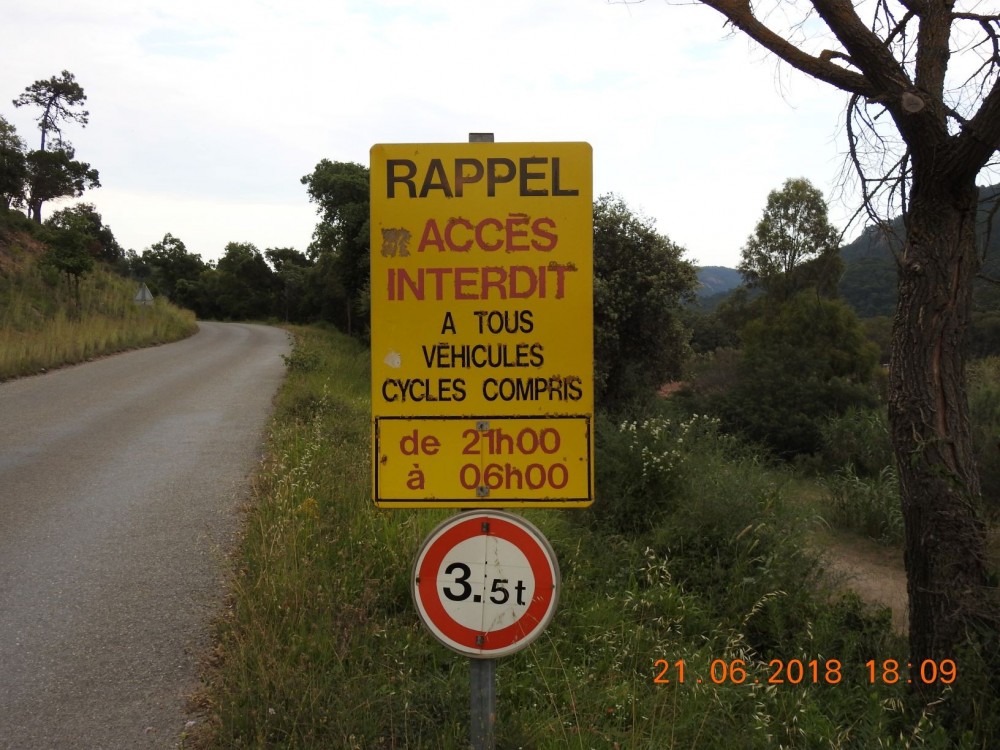 RAPPEL
ACCÈS
INTERDIT
A TOUS
VÉHICULES
CYCLES COMPRIS
de 21h00
à 06h00
3.5t
21.06.2018 18:09